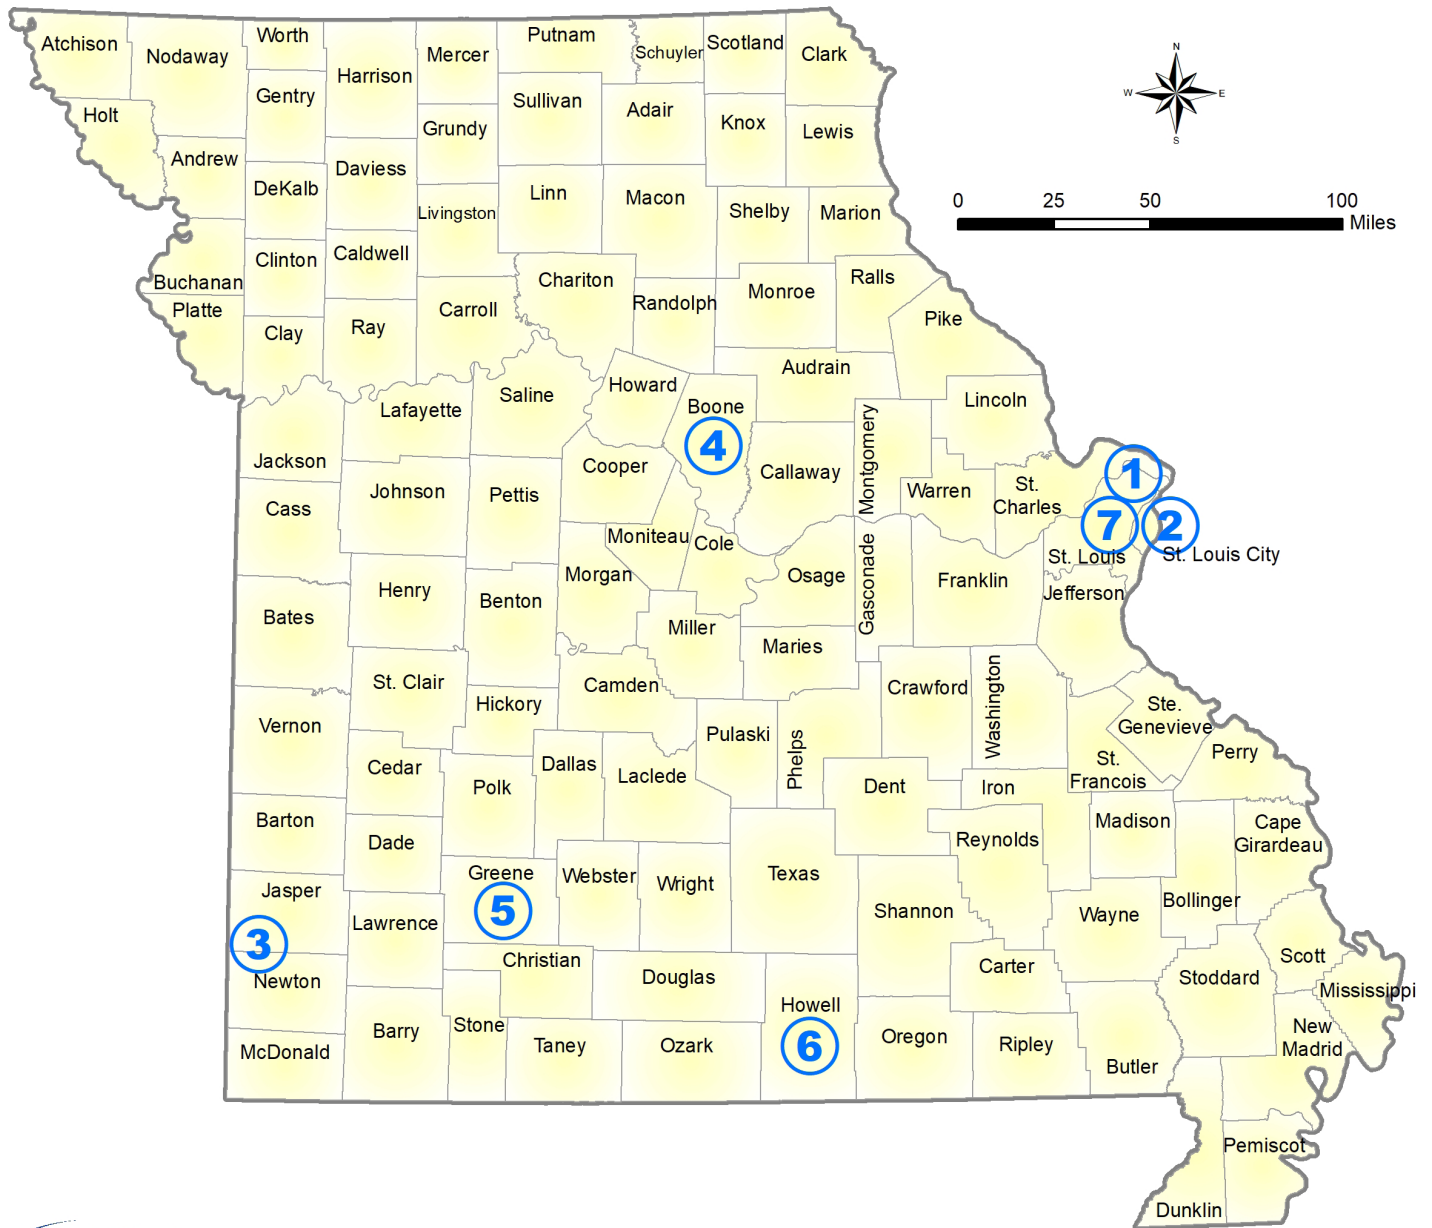 Atchison
Nodaway
Worth
Harrison
Mercer
Putnam
Schuyler
Scotland
Clark
N
W
E
S
Holt
Gentry
Grundy
Sullivan
Adair
Knox
Lewis
Andrew
DeKalb
Daviess
Livingston
Linn
Macon
Shelby
Marion
0 25 50 100
Miles
Buchanan
Clinton
Caldwell
Carroll
Chariton
Randolph
Monroe
Ralls
Platte
Clay
Ray
Pike
Audrain
Howard
Boone
4
Lafayette
Saline
Lincoln
Jackson
Cooper
Callaway
Montgomery
Warren
St.
Charles
1
7
2
St. Louis
St. Louis City
Cass
Johnson
Pettis
Moniteau
Cole
Morgan
Osage
Gasconade
Franklin
Jefferson
Bates
Henry
Benton
Miller
Maries
St. Clair
Hickory
Camden
Crawford
Washington
Ste.
Genevieve
Vernon
Pulaski
Phelps
St.
Francois
Perry
Cedar
Polk
Dallas
Laclede
Dent
Iron
Barton
Dade
Reynolds
Madison
Cape
Girardeau
Jasper
Greene
5
Webster
Wright
Texas
Shannon
Wayne
Bollinger
3
Lawrence
Newton
Christian
Douglas
Howell
6
Carter
Stoddard
Scott
Mississippi
McDonald
Barry
Stone
Taney
Ozark
Oregon
Ripley
Butler
New
Madrid
Pemiscot
Dunklin